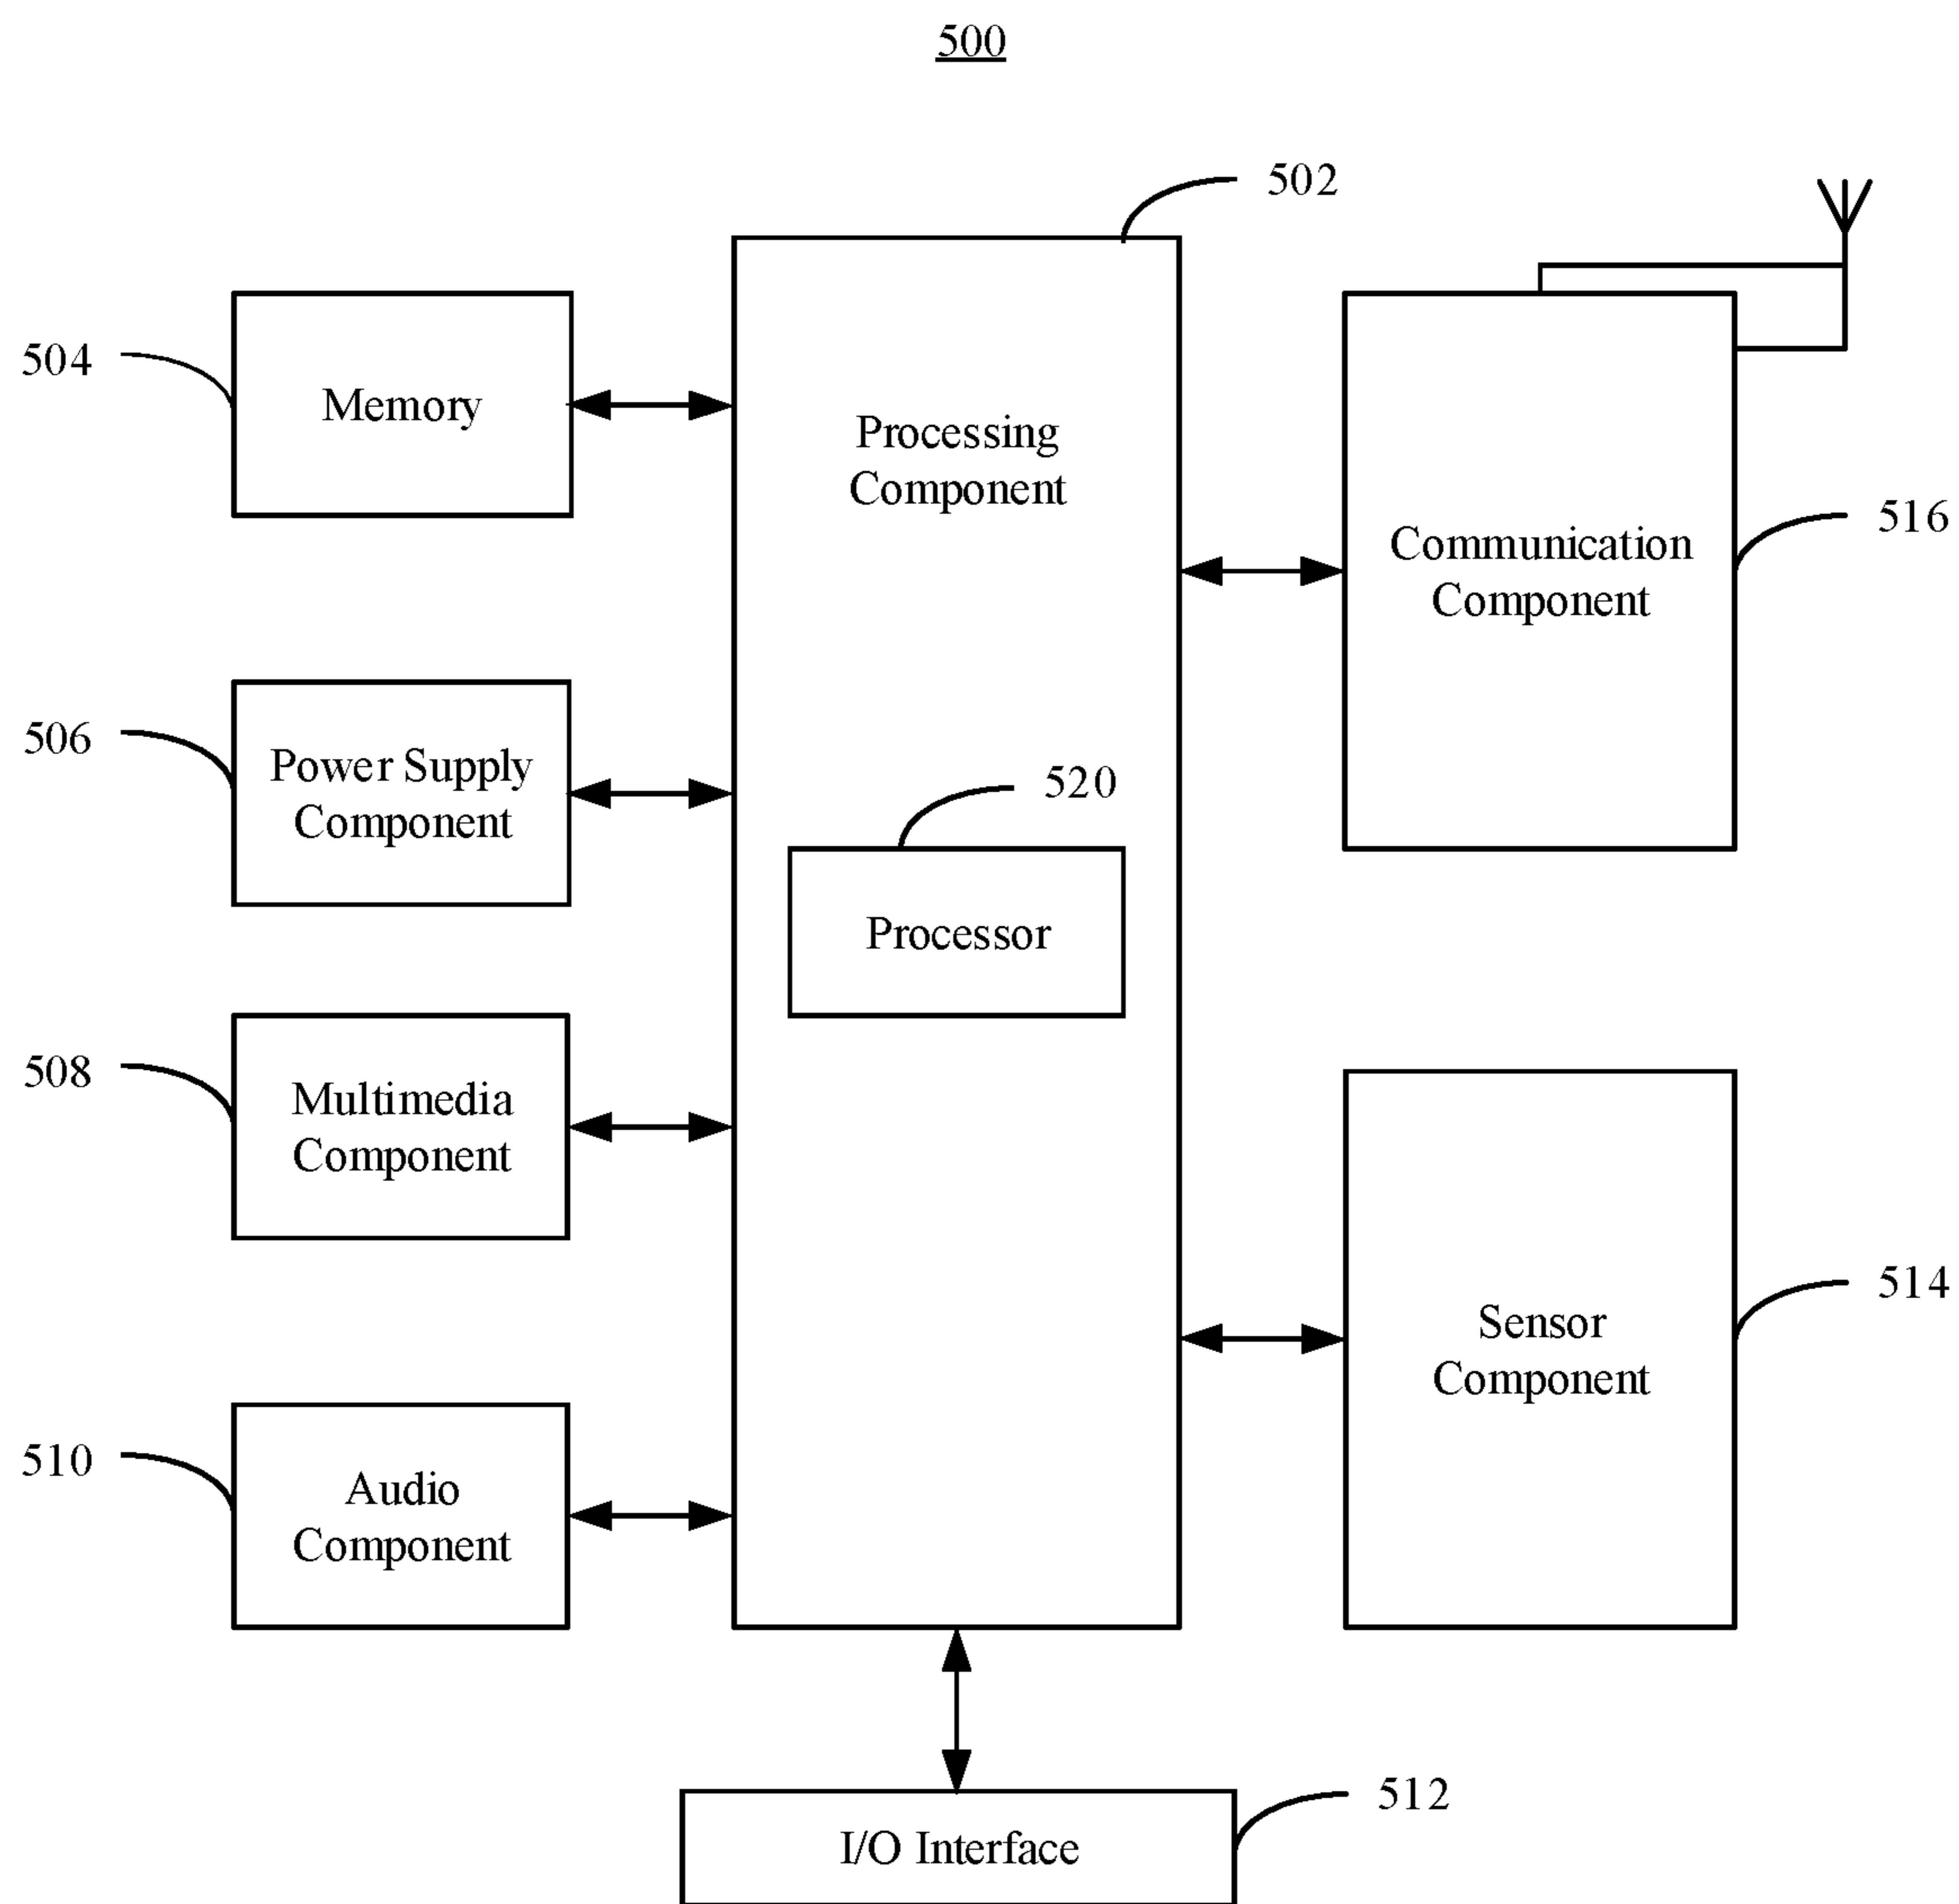 500
502
504
Memory
Processing
Component
Communication
Component
516
506
Power Supply
Component
520
Processor
508
Multimedia
Component
514
Sensor
Component
510
Audio
Component
512
I/O Interface